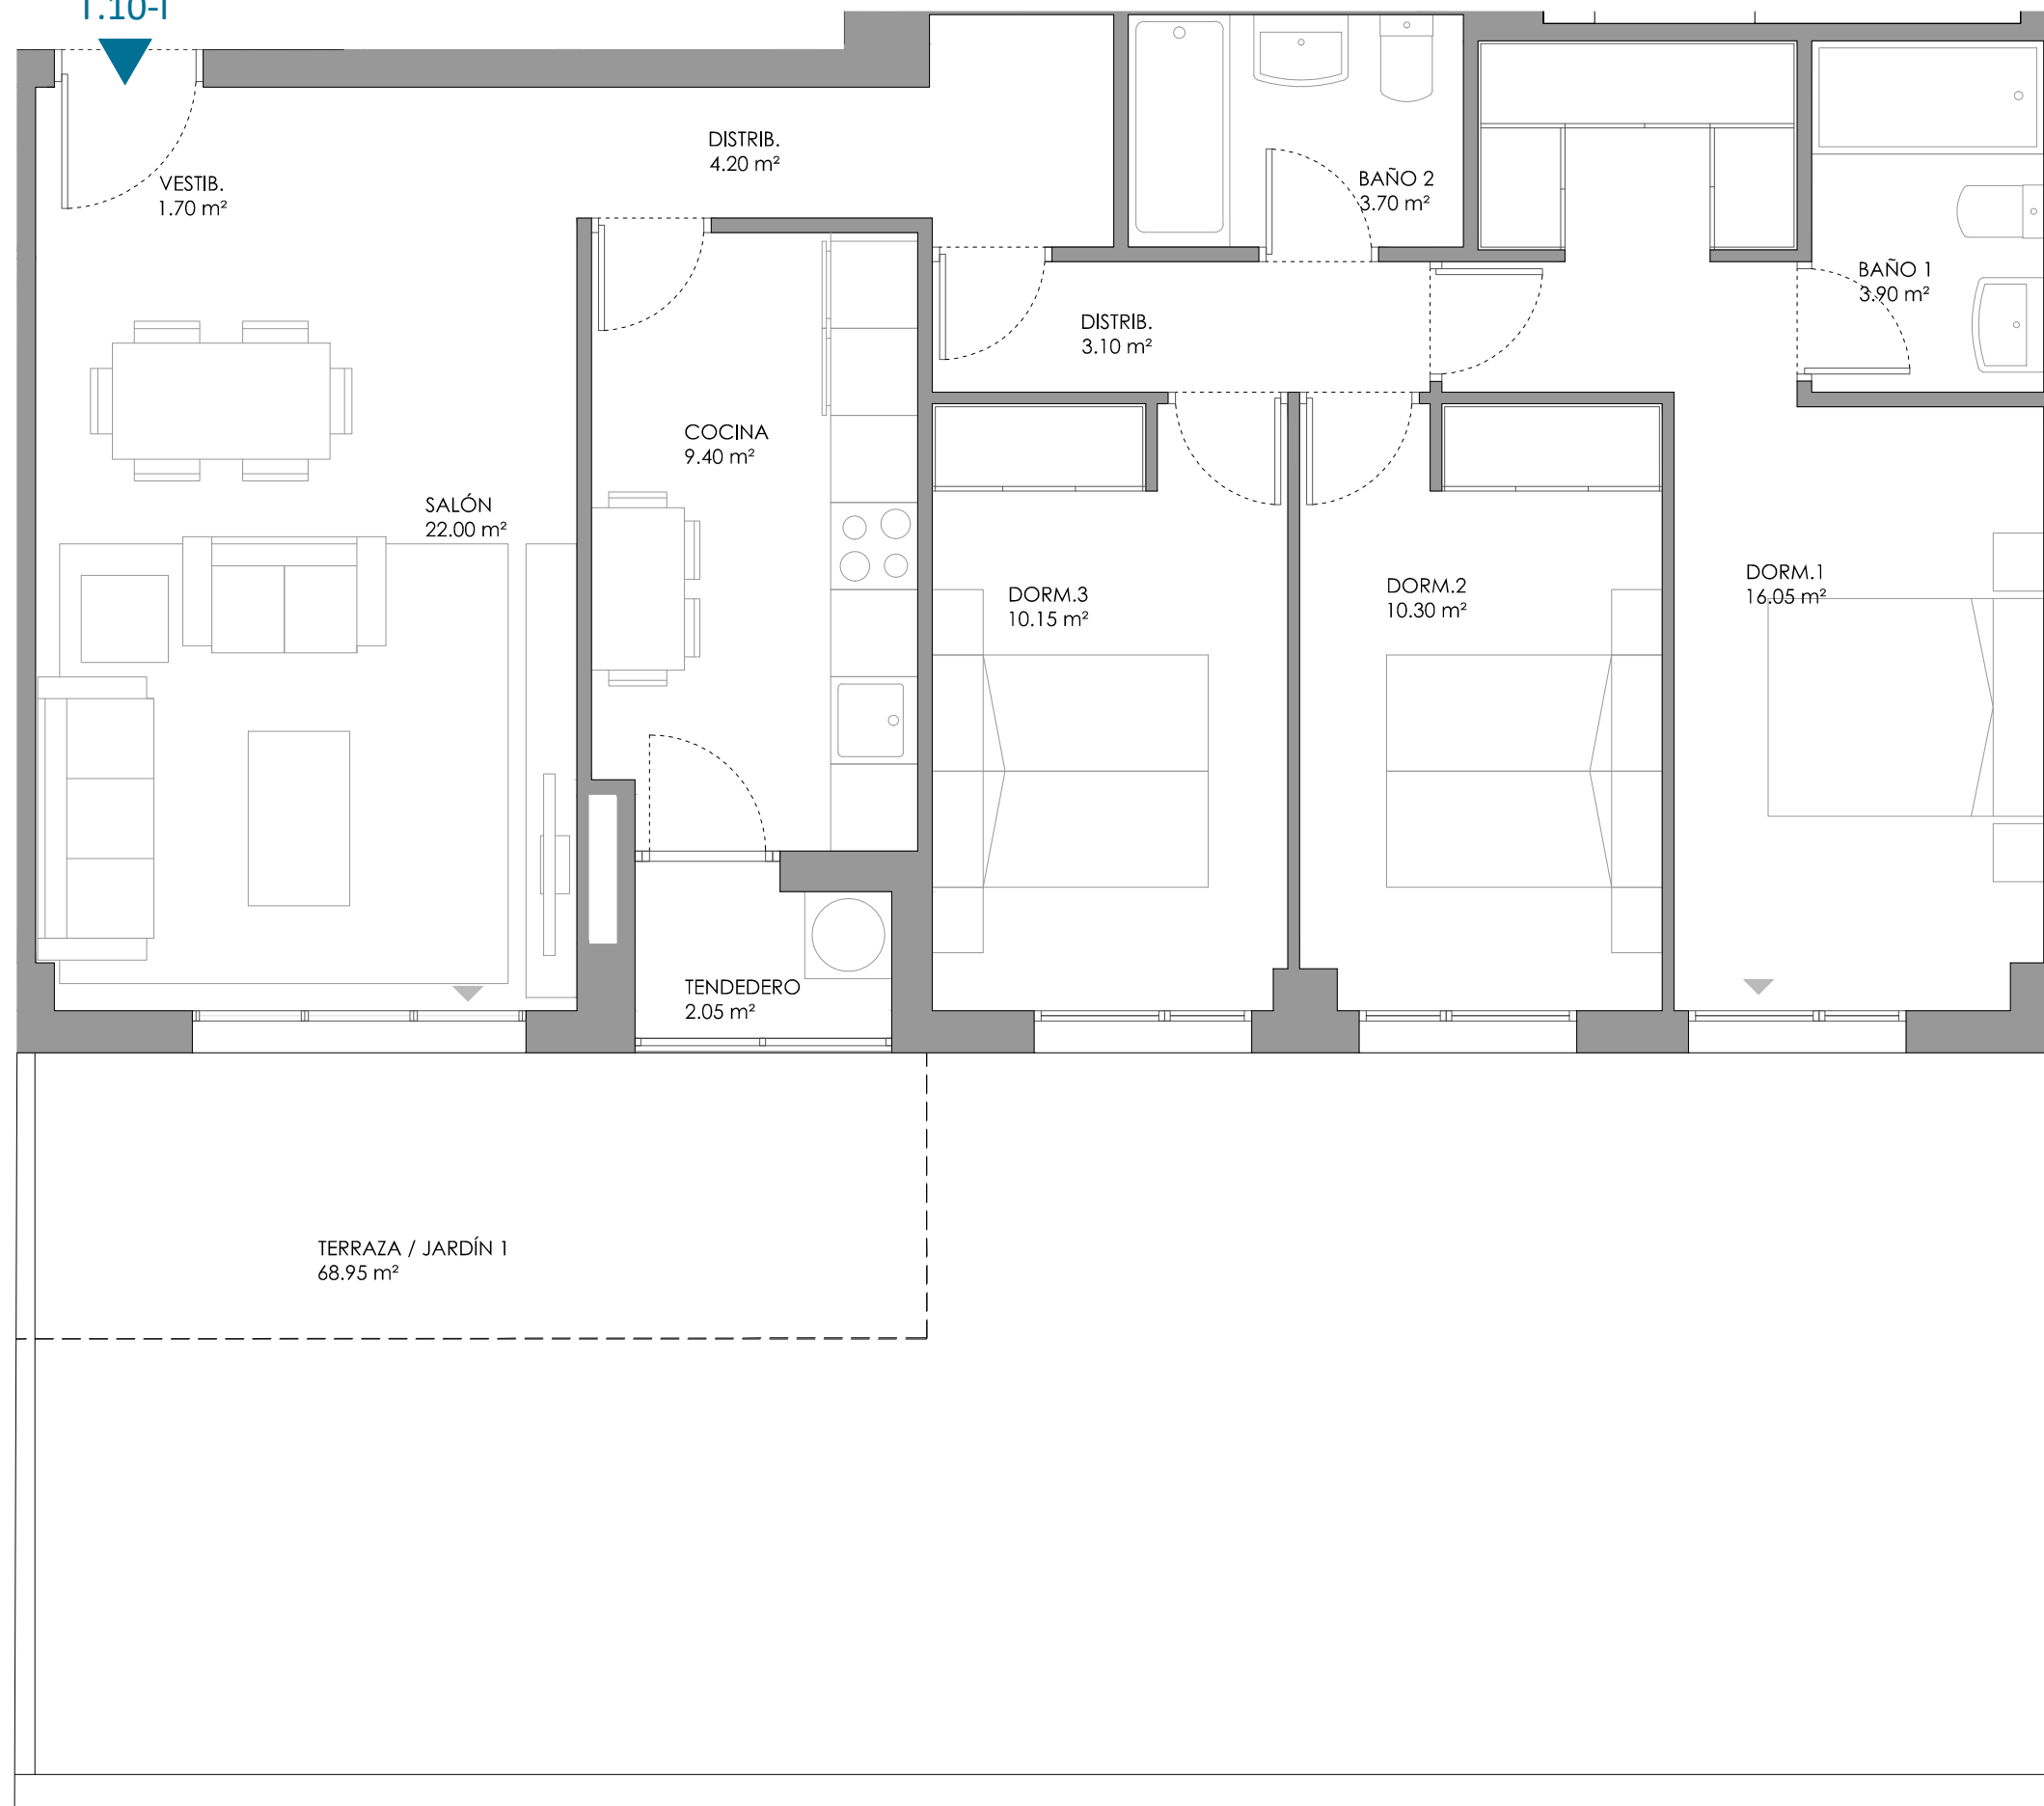 DISTRIB.
4.20 m²
VESTIB.
1.70 m²
BAÑO 2
3.70 m²
BAÑO 1
3.90 m²
DISTRIB.
3.10 m²
COCINA
9.40 m²
SALÓN
22.00 m²
DORM.3
10.15 m²
DORM.2
10.30 m²
DORM.1
16.05 m²
TENDEDERO
2.05 m²
TERRAZA / JARDÍN 1
68.95 m²